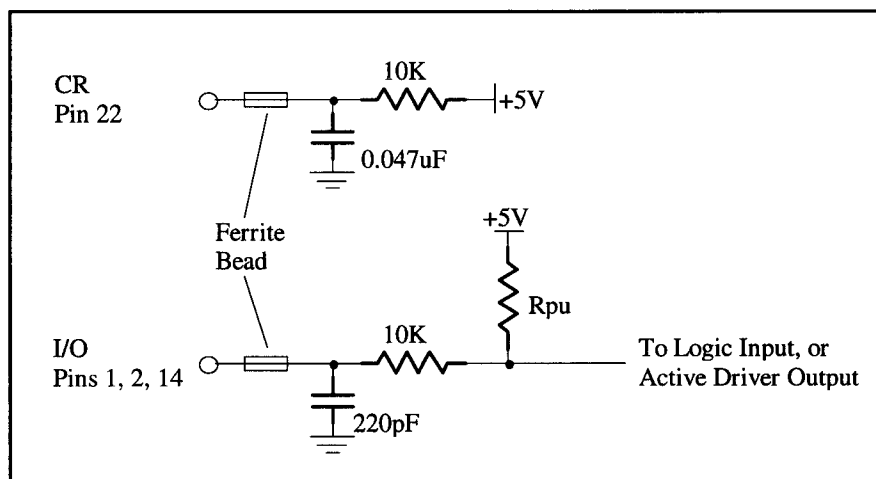 CR
Pin 22
10K
+5V
0.047uF
Ferrite
Bead
+5V
Rpu
I/O
Pins 1, 2, 14
10K
220pF
To Logic Input, or
Active Driver Output